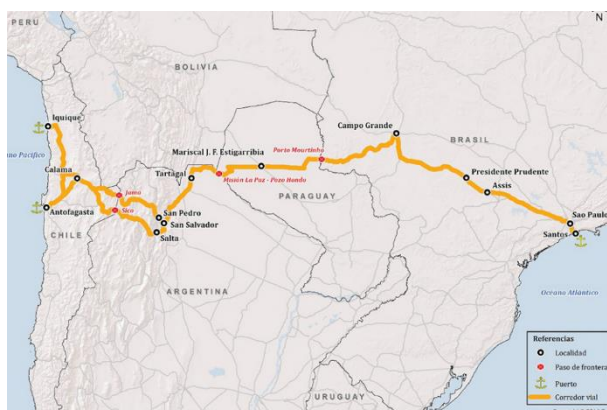 N
PERU
BOLIVIA
Iquique
Campo Grande
BRASIL
Porto Mourtinho
Mariscal J. F. Estigarribia
Calama
Tartagal
Misión La Paz - Pozo Hondo
Presidente Prudente
Jama
PARAGUAY
Assis
Antofagasta
Sico
San Pedro
San Salvador
Sao Paulo
CHILE
Salta
Santos
ARGENTINA
Oceano Atlántico
URUGUAY
Referencias
Localidad
Paso de frontera
Puerto
Corredor vial